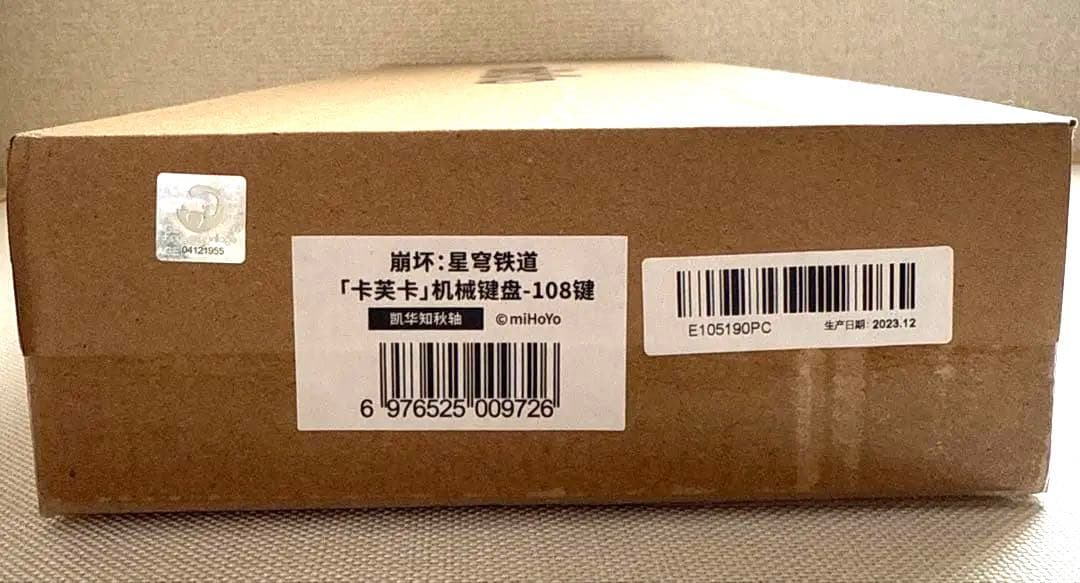 04121955
崩坏：星穹铁道
「卡芙卡」机械键盘-108键
凯华知秋轴 ©miHoYo
6 976525 009726
E105190PC 生产日期: 2023.12